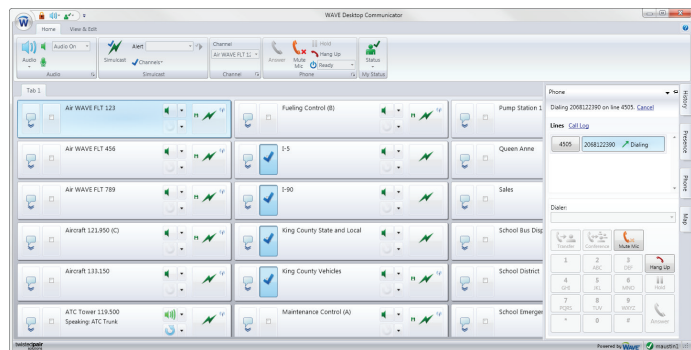 WAVE Desktop Communicator
Home View & Edit
Audio
Audio On
Audio
Simulcast
Alert
Channels
Simulcast
Channel
Air WAVE FLT 12
Channel
Answer
Mute Mic
Hold
Hang Up
Ready
Phone
Status
My Status
Tab 1
Air WAVE FLT 123
Fueling Control (B)
Pump Station 1
Air WAVE FLT 456
I-5
Queen Anne
Air WAVE FLT 789
I-90
Sales
Aircraft 121.950 (C)
King County State and Local
School Bus Disp
Aircraft 133.150
King County Vehicles
School District
ATC Tower 119.500
Speaking: ATC Trunk
Maintenance Control (A)
School Emergen
Phone
Dialing 2068122390 on line 4505. Cancel
Lines Call Log
4505 2068122390 Dialing
Dialer:
Transfer Conference Mute Mic
1 2 ABC 3 DEF Hang Up
4 GHI 5 JKL 6 MNO Hold
7 PQRS 8 TUV 9 WXYZ
* 0 # Answer
History
Presence
Phone
Map
twistedpair
Powered by WAVE
maustin1